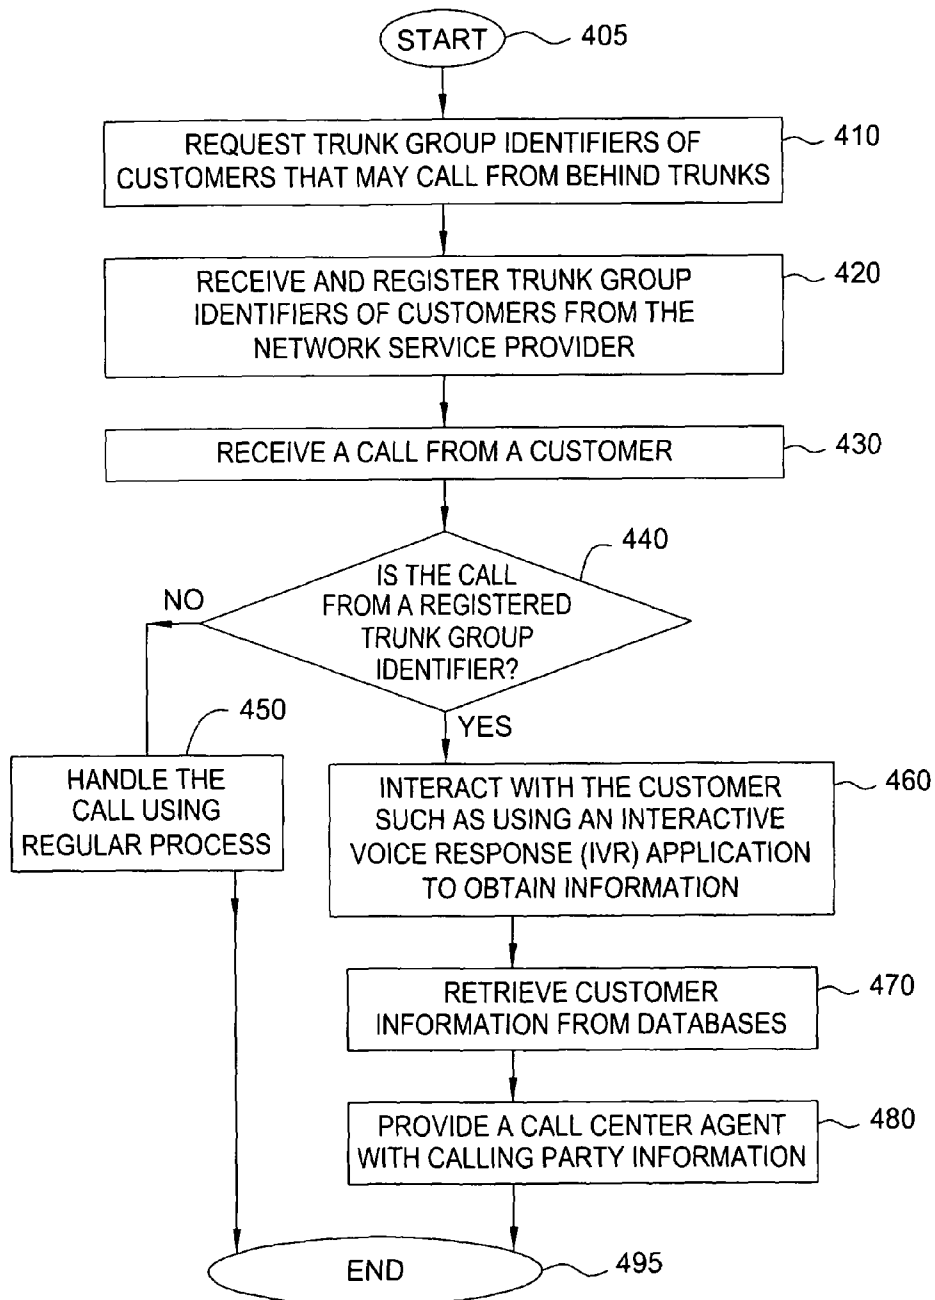 START
405
REQUEST TRUNK GROUP IDENTIFIERS OF
CUSTOMERS THAT MAY CALL FROM BEHIND TRUNKS
410
RECEIVE AND REGISTER TRUNK GROUP
IDENTIFIERS OF CUSTOMERS FROM THE
NETWORK SERVICE PROVIDER
420
RECEIVE A CALL FROM A CUSTOMER
430
440
IS THE CALL
FROM A REGISTERED
TRUNK GROUP
IDENTIFIER?
NO
YES
450
HANDLE THE
CALL USING
REGULAR PROCESS
INTERACT WITH THE CUSTOMER
SUCH AS USING AN INTERACTIVE
VOICE RESPONSE (IVR) APPLICATION
TO OBTAIN INFORMATION
460
RETRIEVE CUSTOMER
INFORMATION FROM DATABASES
470
PROVIDE A CALL CENTER AGENT
WITH CALLING PARTY INFORMATION
480
END
495